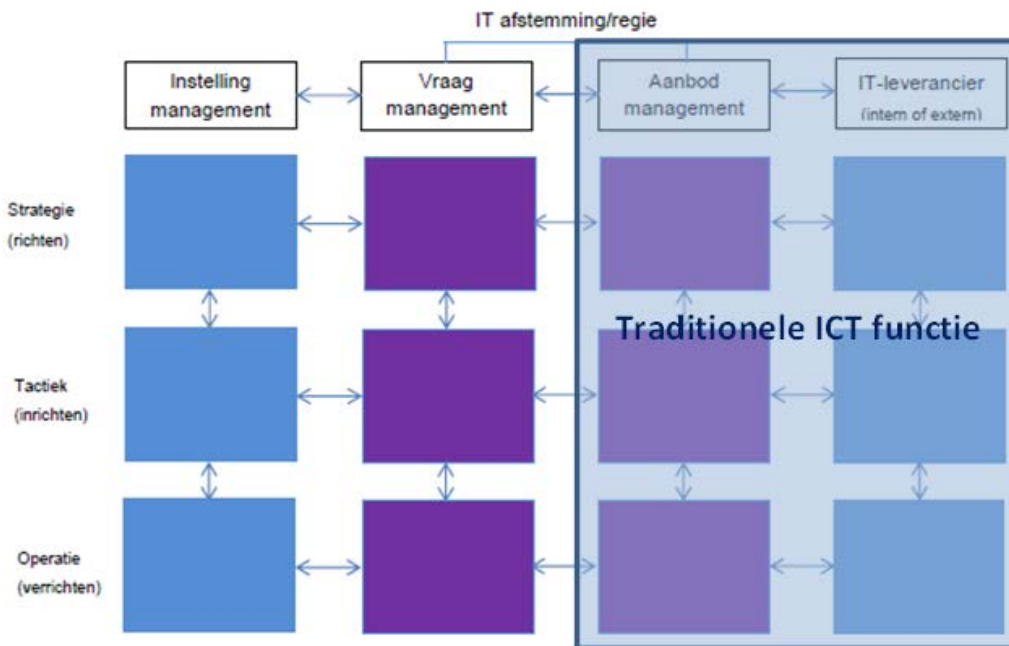 IT afstemming/regie
Instelling
management
Vraag
management
Aanbod
management
IT-leverancier
(intern of extern)
Strategie
(richten)
Traditionele ICT functie
Tactiek
(inrichten)
Operatie
(verrichten)